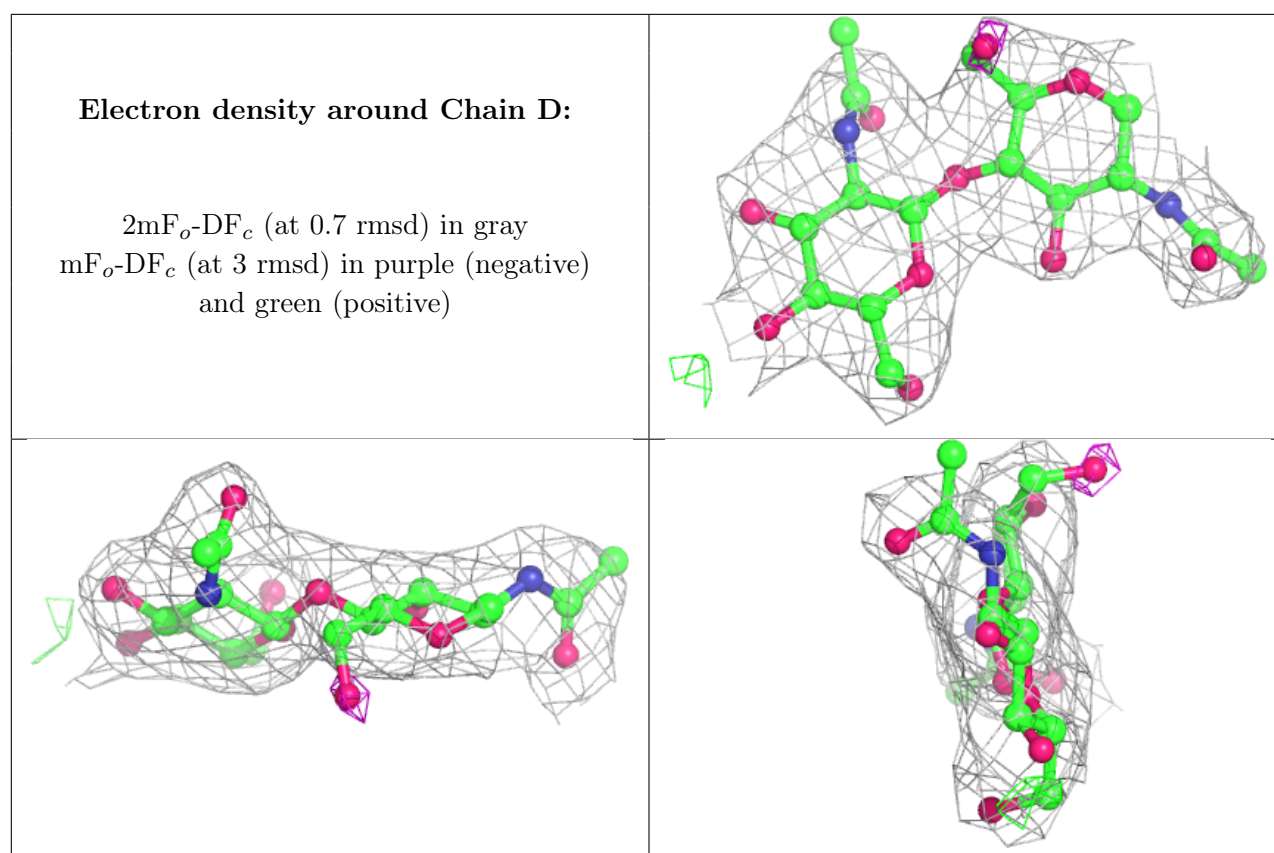 Electron density around Chain D:
2mFₒ-DF𝒸 (at 0.7 rmsd) in gray
mFₒ-DF𝒸 (at 3 rmsd) in purple (negative)
and green (positive)